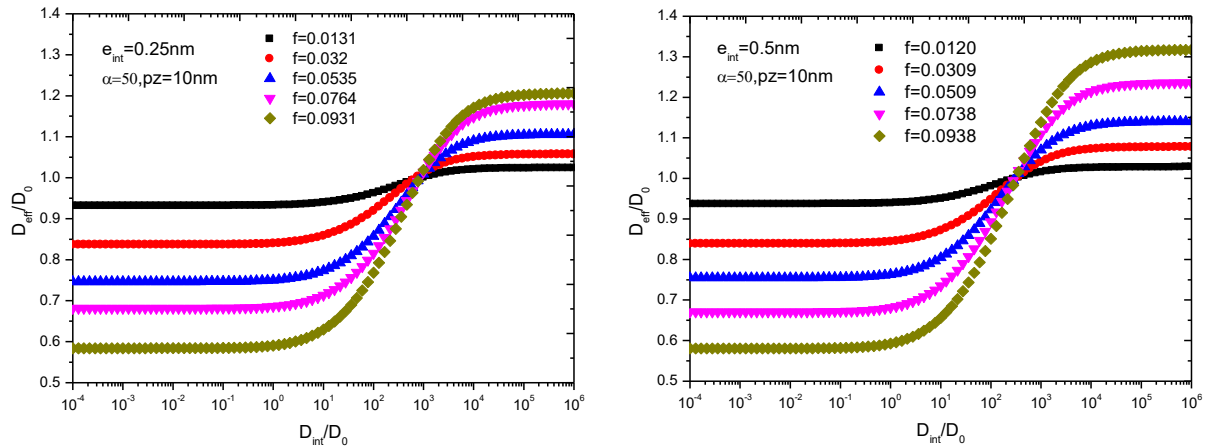 e_int=0.25nm
α=50,pz=10nm
f=0.0131
f=0.032
f=0.0535
f=0.0764
f=0.0931
1.4
1.3
1.2
1.1
1.0
0.9
0.8
0.7
0.6
0.5
D_eff/D_0
10^-4 10^-3 10^-2 10^-1 10^0 10^1 10^2 10^3 10^4 10^5 10^6
D_int/D_0
e_int=0.5nm
α=50,pz=10nm
f=0.0120
f=0.0309
f=0.0509
f=0.0738
f=0.0938
1.4
1.3
1.2
1.1
1.0
0.9
0.8
0.7
0.6
0.5
D_eff/D_0
10^-4 10^-3 10^-2 10^-1 10^0 10^1 10^2 10^3 10^4 10^5 10^6
D_int/D_0